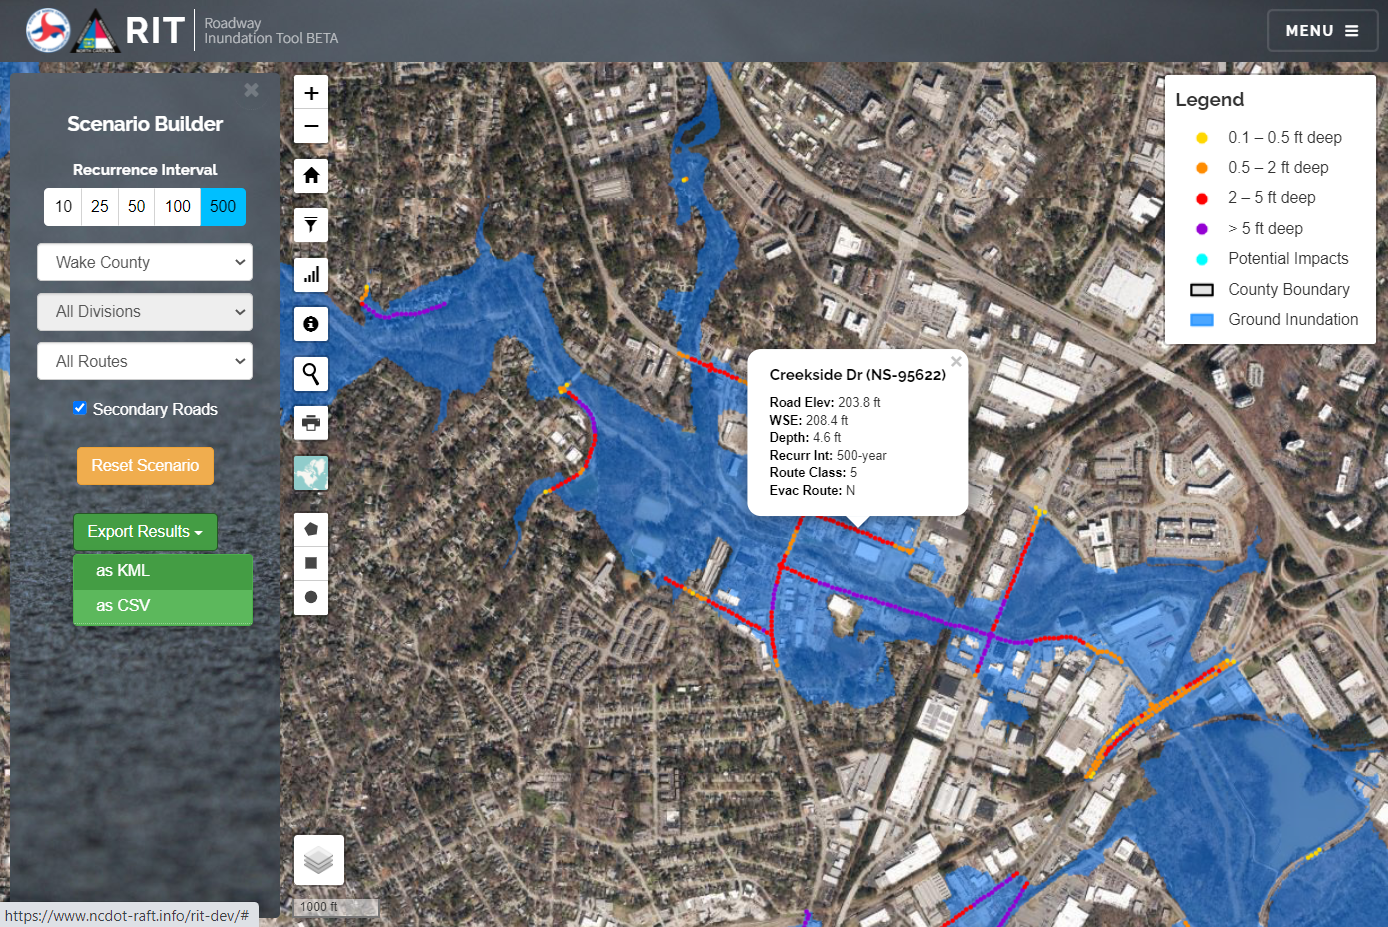 RIT
Roadway
Inundation Tool BETA
MENU
Scenario Builder
Recurrence Interval
10 25 50 100 500
Wake County
All Divisions
All Routes
Secondary Roads
Reset Scenario
Export Results
as KML
as CSV
https://www.ncdot-raft.info/rit-dev/#
+
−
1000 ft
Creekside Dr (NS-95622)
Road Elev: 203.8 ft
WSE: 208.4 ft
Depth: 4.6 ft
Recurr Int: 500-year
Route Class: 5
Evac Route: N
Legend
0.1 – 0.5 ft deep
0.5 – 2 ft deep
2 – 5 ft deep
> 5 ft deep
Potential Impacts
County Boundary
Ground Inundation